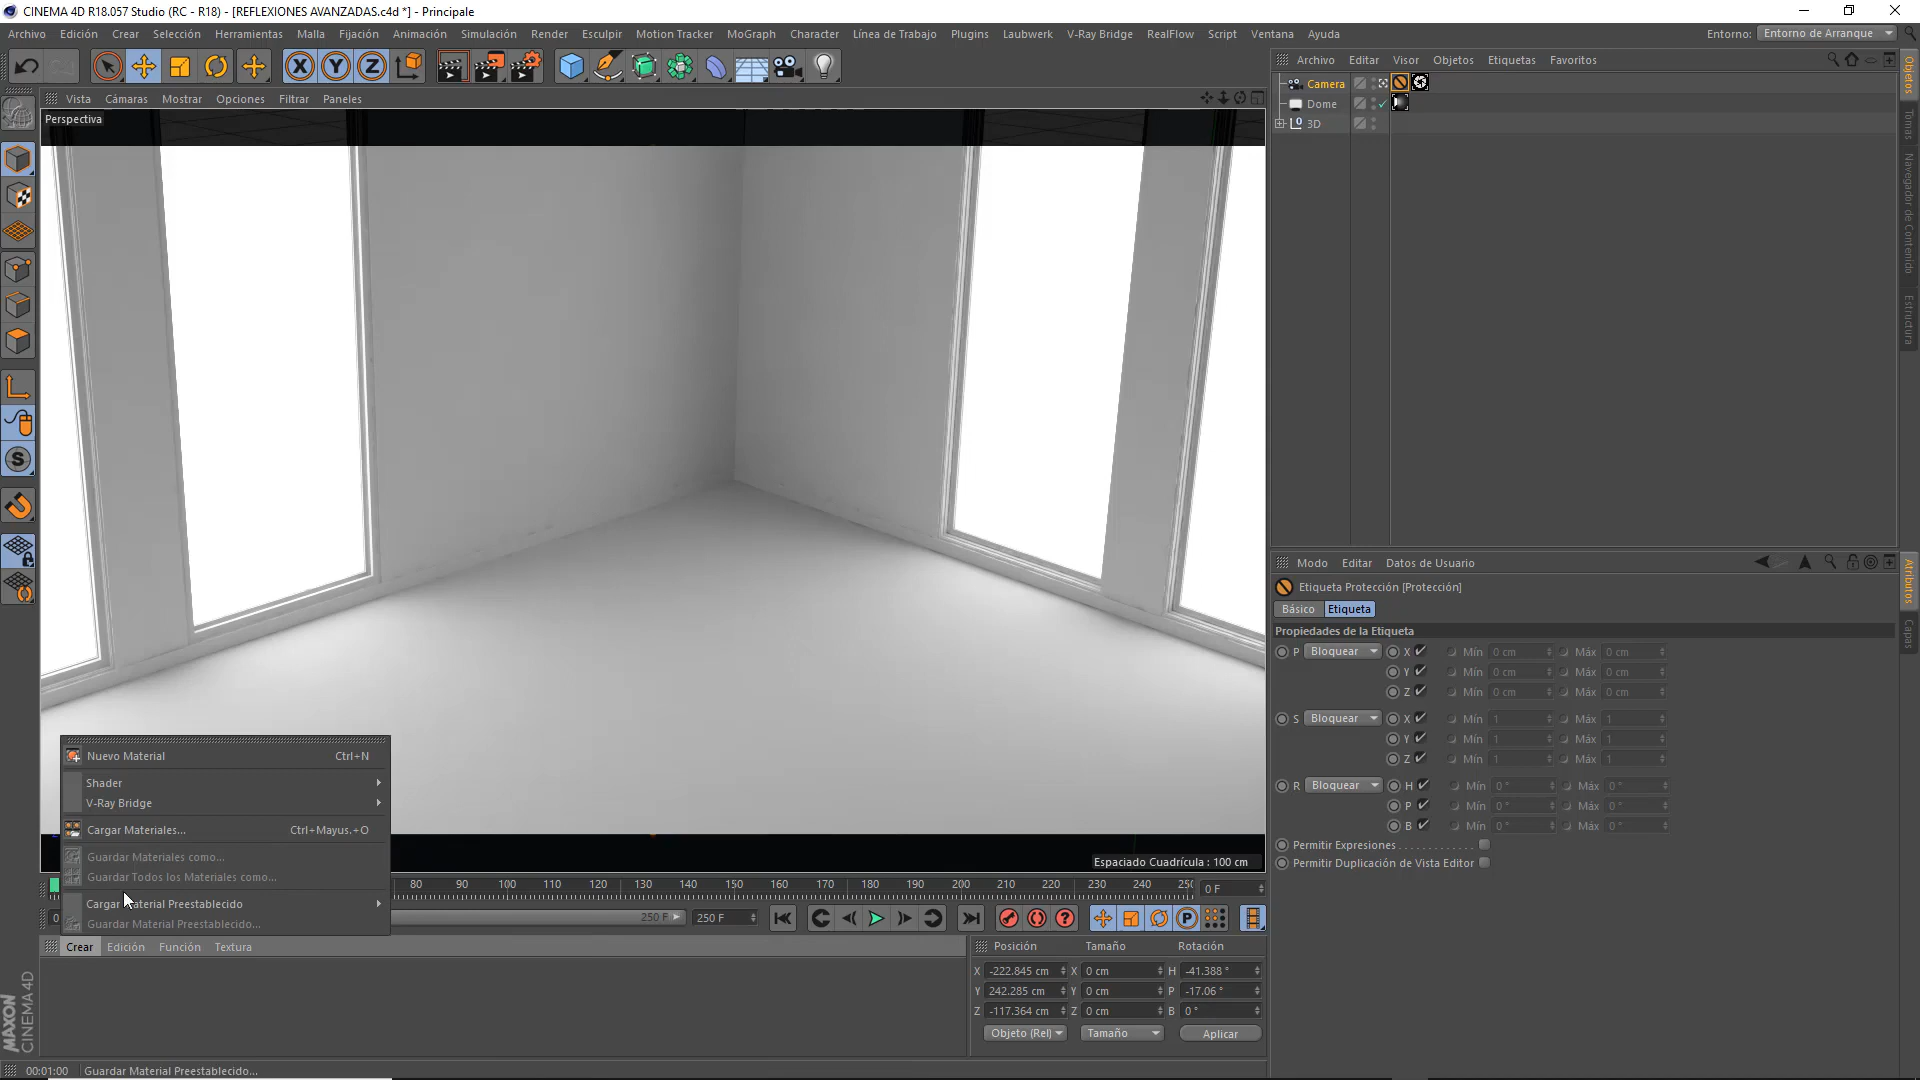 CINEMA 4D R18.057 Studio (RC - R18) - [REFLEXIONES AVANZADAS.c4d *] - Principale
Archivo Edición Crear Selección Herramientas Malla Fijación Animación Simulación Render Esculpir Motion Tracker MoGraph Character Línea de Trabajo Plugins Laubwerk V-Ray Bridge RealFlow Script Ventana Ayuda Entorno: Entorno de Arranque
X Y Z
Archivo Editar Visor Objetos Etiquetas Favoritos
Camera
Dome
0 3D
Objetos
Tomas
Navegador de Contenido
Estructura
Vista Cámaras Mostrar Opciones Filtrar Paneles
Perspectiva
S
Modo Editar Datos de Usuario
Etiqueta Protección [Protección]
Básico Etiqueta
Propiedades de la Etiqueta
P Bloquear X Mín 0 cm Máx 0 cm
Y Mín 0 cm Máx 0 cm
Z Mín 0 cm Máx 0 cm
S Bloquear X Mín 1 Máx 1
Y Mín 1 Máx 1
Z Mín 1 Máx 1
R Bloquear H Mín 0 ° Máx 0 °
P Mín 0 ° Máx 0 °
B Mín 0 ° Máx 0 °
Permitir Expresiones . . . . . . . . . . . . .
Permitir Duplicación de Vista Editor
Atributos
Capas
Nuevo Material Ctrl+N
Shader
V-Ray Bridge
Cargar Materiales... Ctrl+Mayus.+O
Guardar Materiales como...
Guardar Todos los Materiales como...
Cargar Material Preestablecido
Guardar Material Preestablecido...
Espaciado Cuadrícula : 100 cm
80 90 100 110 120 130 140 150 160 170 180 190 200 210 220 230 240 250 0 F
0 250 F 250 F P
Crear Edición Función Textura
Posición Tamaño Rotación
X -222.845 cm X 0 cm H -41.388 °
Y 242.285 cm Y 0 cm P -17.06 °
Z -117.364 cm Z 0 cm B 0 °
Objeto (Rel) Tamaño Aplicar
MAXON
CINEMA 4D
00:01:00 Guardar Material Preestablecido...